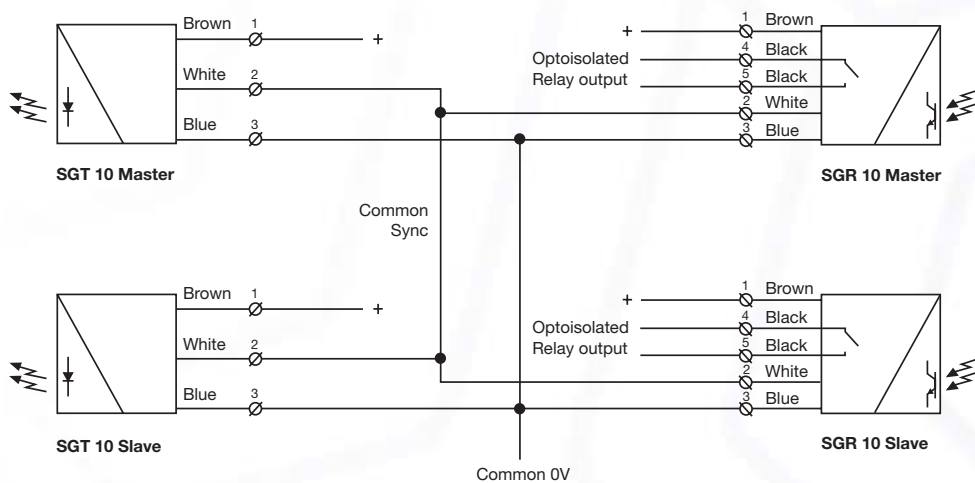 Brown 1 +
White 2
Blue 3
SGT 10 Master
+ 1 Brown
Optoisolated 4 Black
Relay output 5 Black
2 White
3 Blue
SGR 10 Master
Common
Sync
Brown 1 +
White 2
Blue 3
SGT 10 Slave
+ 1 Brown
Optoisolated 4 Black
Relay output 5 Black
2 White
3 Blue
SGR 10 Slave
Common 0V